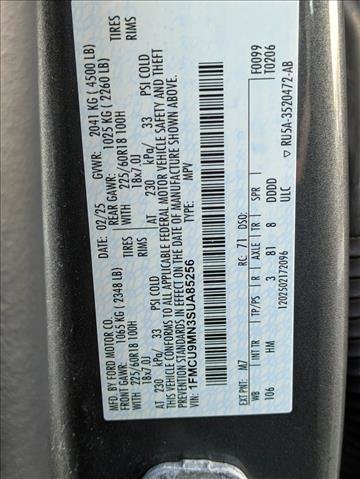 MFD. BY FORD MOTOR CO.
DATE: 02/25 GVWR: 2041 KG ( 4500 LB)
FRONT GAWR: 1065 KG ( 2348 LB) REAR GAWR: 1025 KG ( 2260 LB)
WITH 225/60R18 100H TIRES WITH 225/60R18 100H TIRES
18x7.0J RIMS 18x7.0J RIMS
AT 230 kPa/ 33 PSI COLD AT 230 kPa/ 33 PSI COLD
THIS VEHICLE CONFORMS TO ALL APPLICABLE FEDERAL MOTOR VEHICLE SAFETY, BUMPER, AND
THEFT PREVENTION STANDARDS IN EFFECT ON THE DATE OF MANUFACTURE SHOWN ABOVE.
VIN: 1FMCU9MN3SUA85256 TYPE: MPV
F0099
T0206
EXT PNT: M7 RC: 71 DSO:
WB INT TR TP/PS R AXLE TR SPR
106 HM 3 81 8 DDDD
1202502172096 ULC
▽ RU5A-3520472-AB